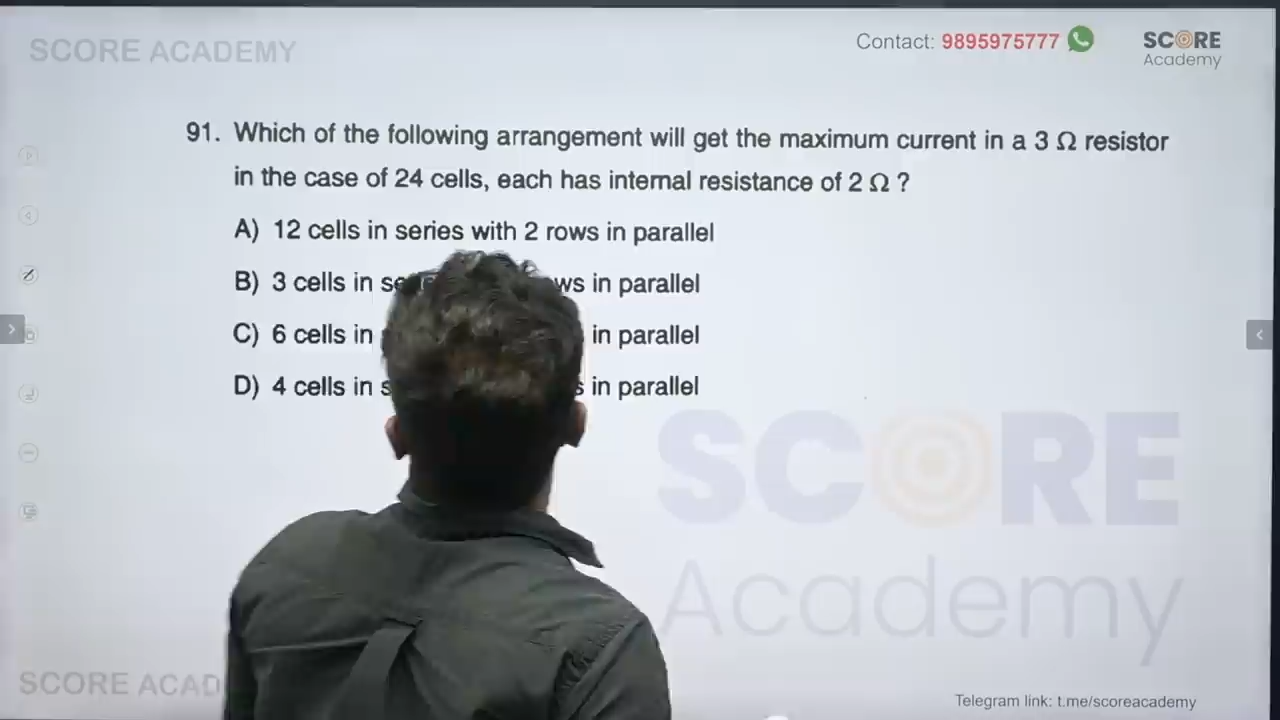 SCORE ACADEMY
Contact: 9895975777
SCORE
Academy
91. Which of the following arrangement will get the maximum current in a 3 Ω resistor
in the case of 24 cells, each has internal resistance of 2 Ω ?
A) 12 cells in series with 2 rows in parallel
B) 3 cells in in parallel
C) 6 cells in in parallel
D) 4 cells in in parallel
SCORE
Academy
SCORE ACAD
Telegram link: t.me/scoreacademy